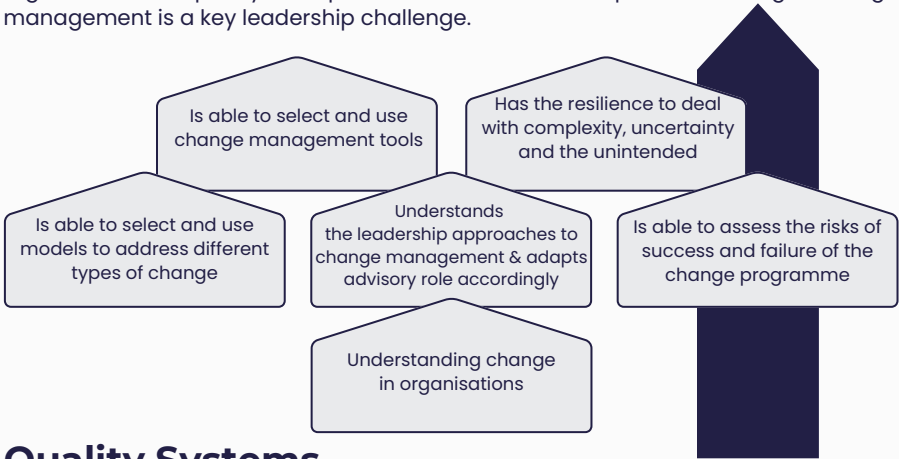 management is a key leadership challenge.
Is able to select and use
change management tools
Has the resilience to deal
with complexity, uncertainty
and the unintended
Is able to select and use
models to address different
types of change
Understands
the leadership approaches to
change management & adapts
advisory role accordingly
Is able to assess the risks of
success and failure of the
change programme
Understanding change
in organisations
Quality Systems